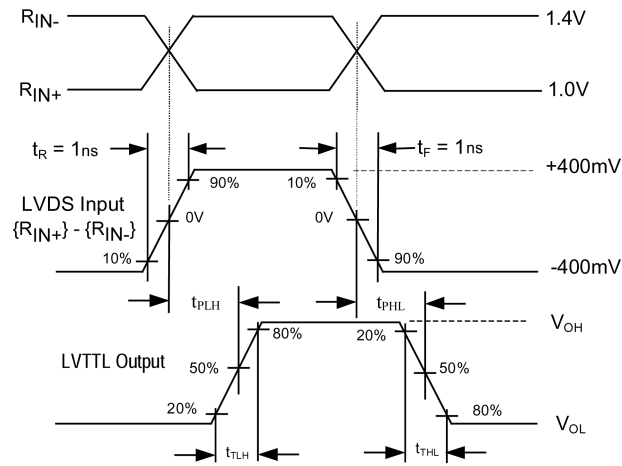 RIN- 1.4V
RIN+ 1.0V
tR = 1ns tF = 1ns
+400mV
90% 10%
LVDS Input
{RIN+} - {RIN-}
0V 0V
10% 90%
-400mV
tPLH tPHL
VOH
80% 20%
LVTTL Output
50% 50%
20% 80%
VOL
tTLH tTHL